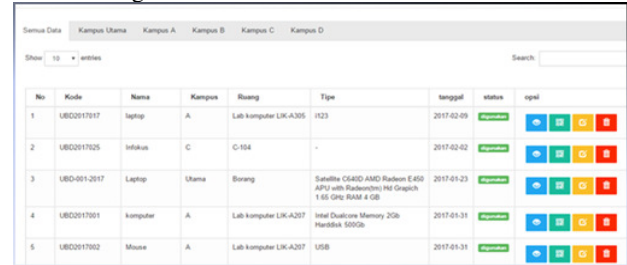 Semua Data Kampus Utama Kampus A Kampus B Kampus C Kampus D
Show 10 entries Search:
No Kode Nama Kampus Ruang Tipe tanggal status opsi
1 UBD2017017 laptop A Lab komputer LIK-A305 i123 2017-02-09 digunakan
2 UBD2017025 Infokus C C-104 - 2017-02-02 digunakan
3 UBD-001-2017 Laptop Utama Borang Satellite C640D AMD Radeon E450 2017-01-23 digunakan
APU with Radeon(tm) Hd Grapich
1.65 GHz RAM 4 GB
4 UBD2017001 komputer A Lab komputer LIK-A207 Intel Dualcore Memory 2Gb 2017-01-31 digunakan
Harddisk 500Gb
5 UBD2017002 Mouse A Lab komputer LIK-A207 USB 2017-01-31 digunakan